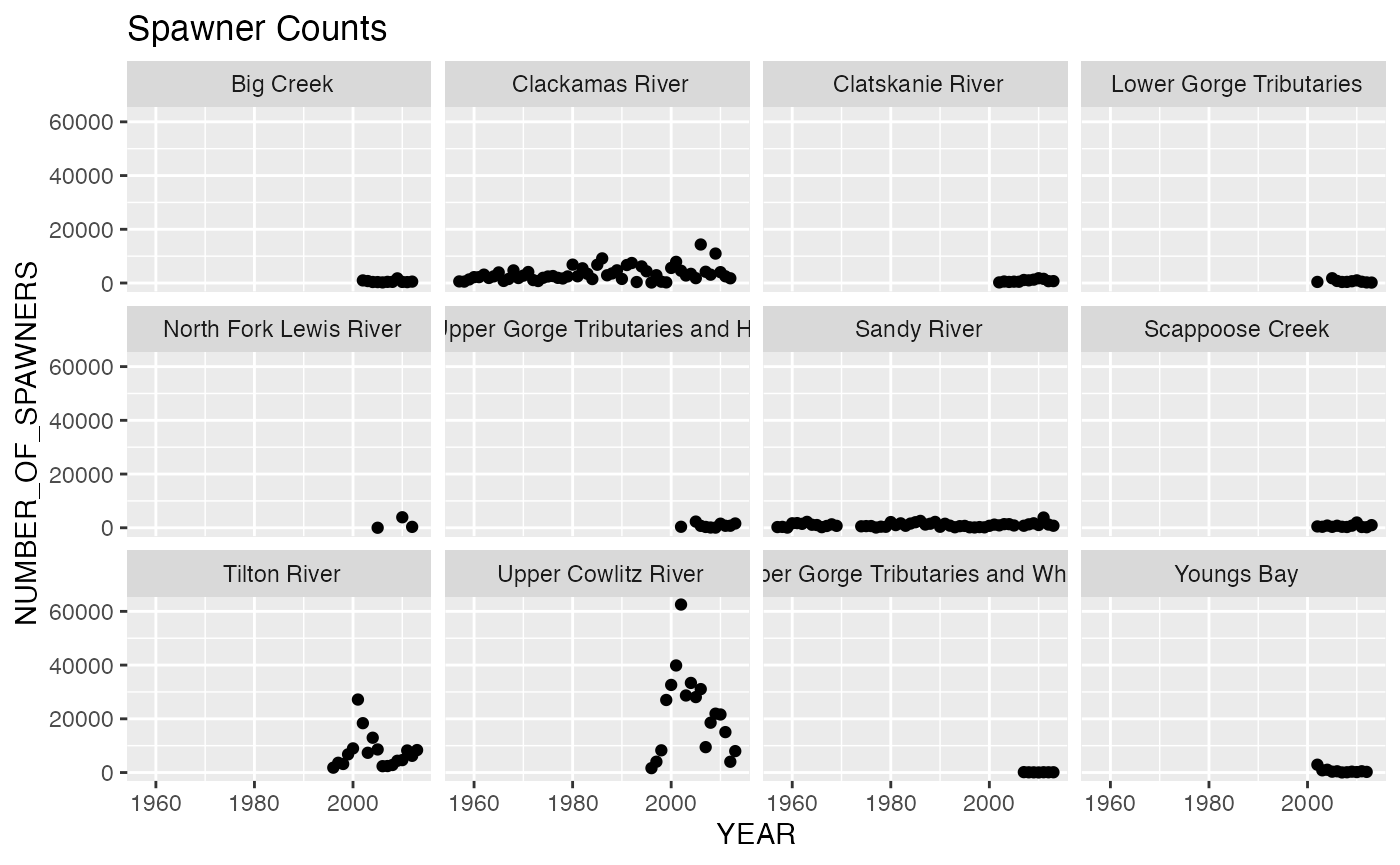 Spawner Counts
Big Creek Clackamas River Clatskanie River Lower Gorge Tributaries
60000
40000
20000
0
North Fork Lewis River Upper Gorge Tributaries and H Sandy River Scappoose Creek
60000
40000
20000
0
Tilton River Upper Cowlitz River per Gorge Tributaries and Wh Youngs Bay
60000
40000
20000
0
1960 1980 2000 1960 1980 2000 1960 1980 2000 1960 1980 2000
YEAR
NUMBER_OF_SPAWNERS